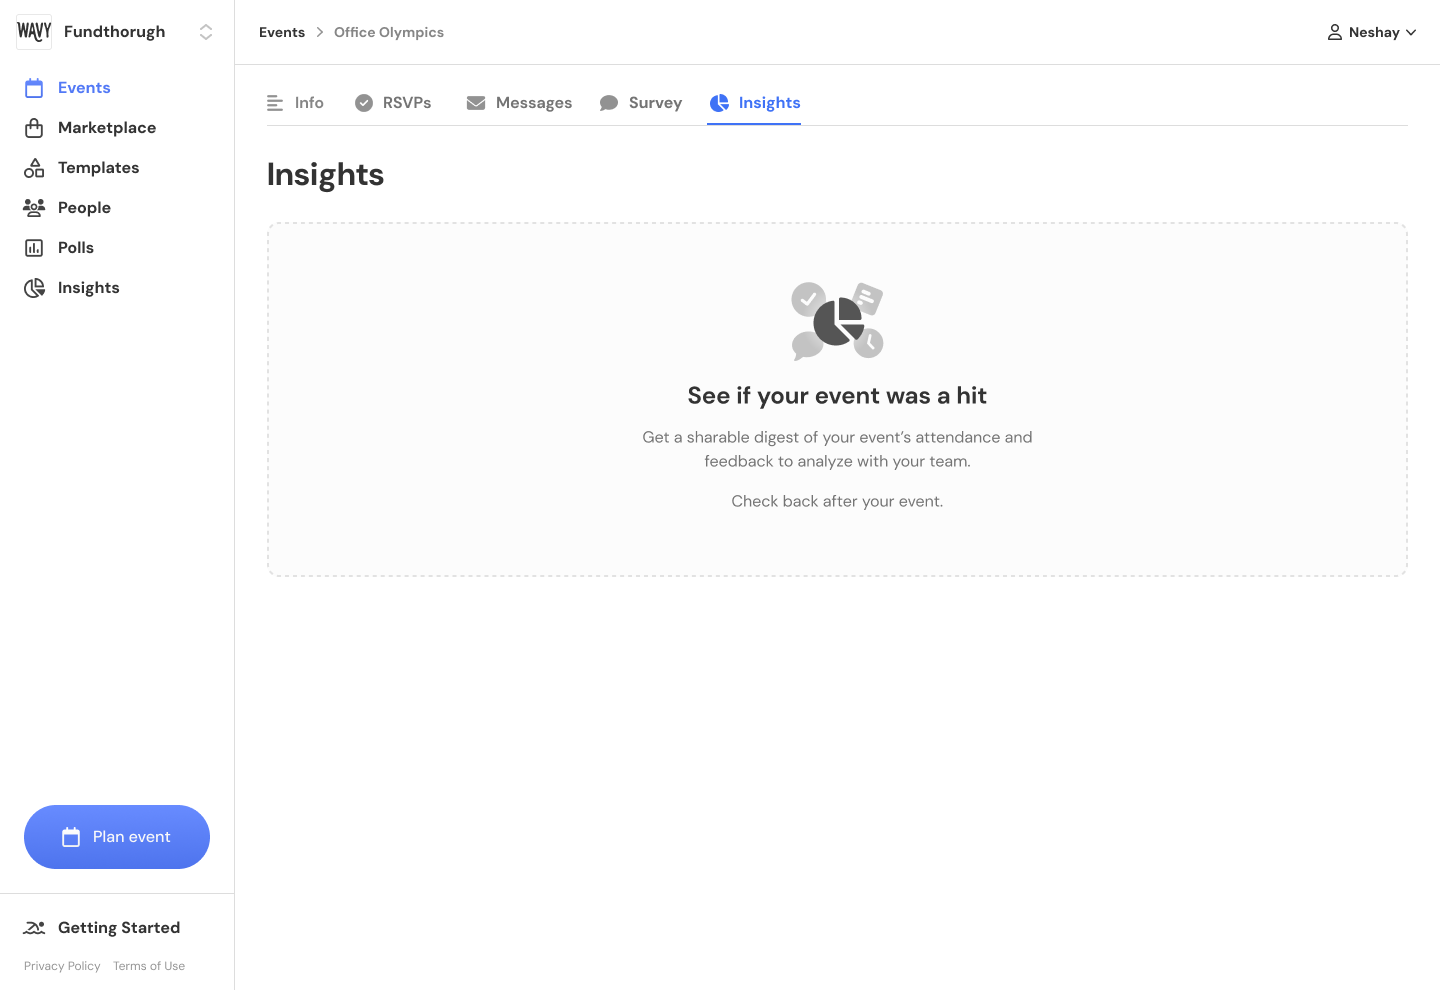 WAVY
Fundthorugh
Events
Marketplace
Templates
People
Polls
Insights
Plan event
Getting Started
Privacy Policy Terms of Use
Events Office Olympics
Neshay
Info RSVPs Messages Survey Insights
Insights
See if your event was a hit
Get a sharable digest of your event’s attendance and
feedback to analyze with your team.
Check back after your event.